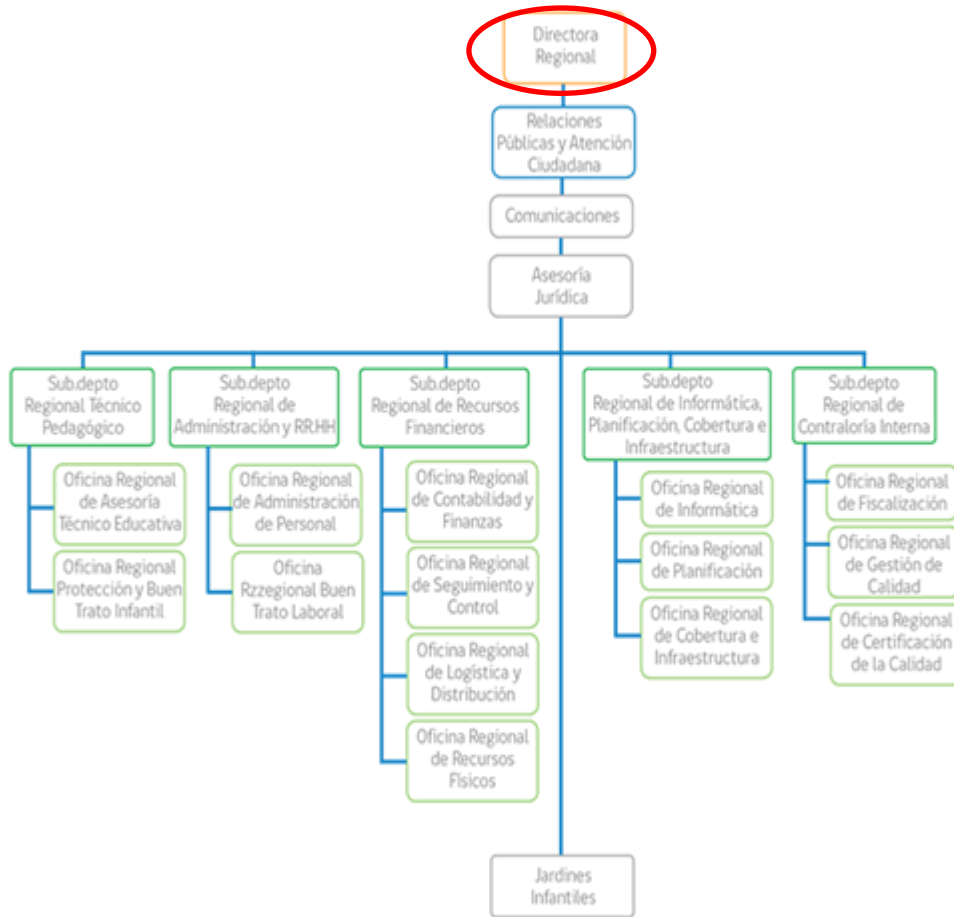 Directora
Regional
Relaciones
Públicas y Atención
Ciudadana
Comunicaciones
Asesoría
Jurídica
Sub.depto
Regional Técnico
Pedagógico
Sub.depto
Regional de
Administración y RR.HH
Sub.depto
Regional de Recursos
Financieros
Sub.depto
Regional de Informática,
Planificación, Cobertura e
Infraestructura
Sub.depto
Regional de
Contraloría Interna
Oficina Regional
de Asesoría
Técnico Educativa
Oficina Regional
Protección y Buen
Trato Infantil
Oficina Regional
de Administración
de Personal
Oficina
Rzzegional Buen
Trato Laboral
Oficina Regional
de Contabilidad y
Finanzas
Oficina Regional
de Seguimiento y
Control
Oficina Regional
de Logística y
Distribución
Oficina Regional
de Recursos
Físicos
Oficina Regional
de Informática
Oficina Regional
de Planificación
Oficina Regional
de Cobertura e
Infraestructura
Oficina Regional
de Fiscalización
Oficina Regional
de Gestión de
Calidad
Oficina Regional
de Certificación
de la Calidad
Jardines
Infantiles